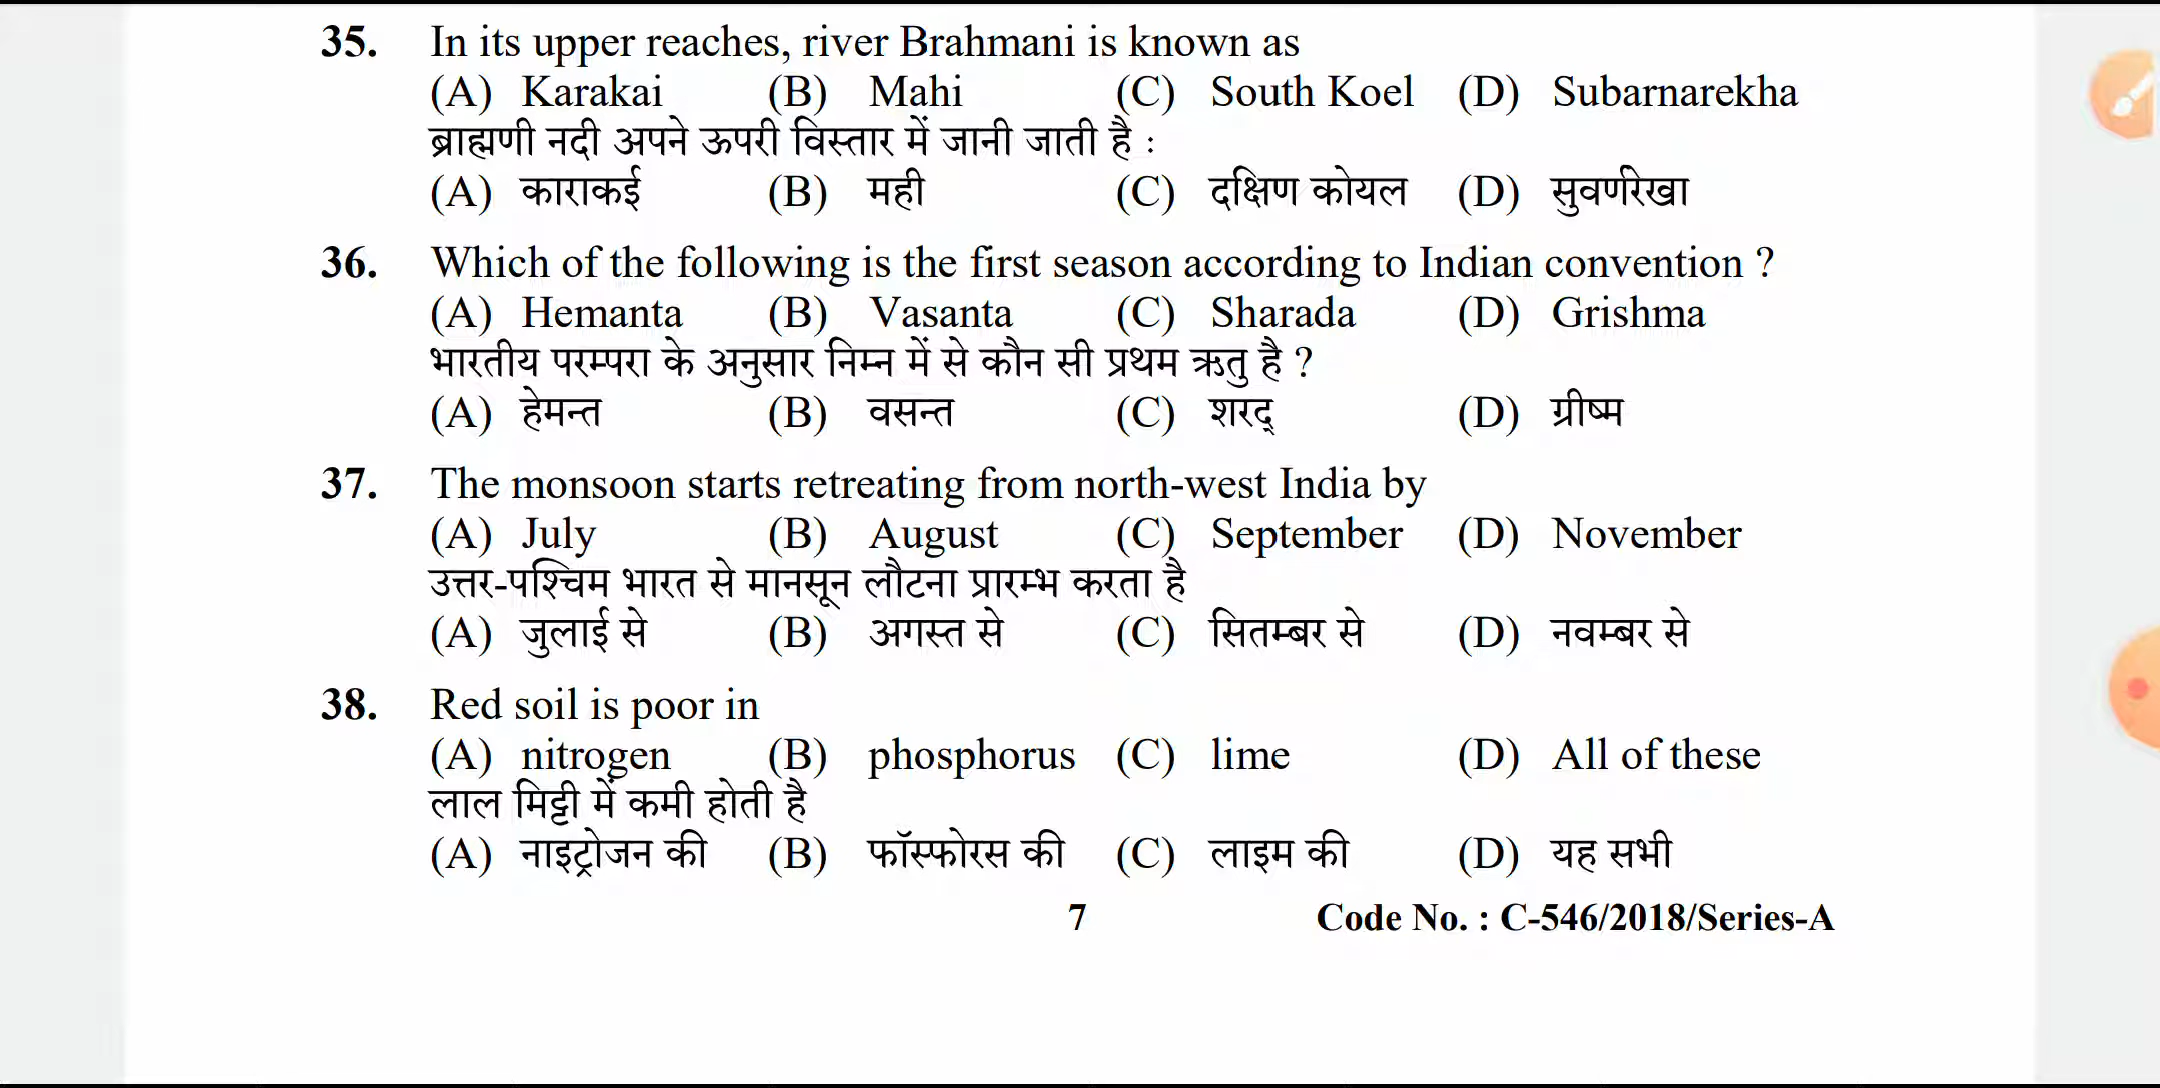 35. In its upper reaches, river Brahmani is known as
(A) Karakai (B) Mahi (C) South Koel (D) Subarnarekha
ब्राह्मणी नदी अपने ऊपरी विस्तार में जानी जाती है :
(A) काराकई (B) मही (C) दक्षिण कोयल (D) सुवर्णरेखा
36. Which of the following is the first season according to Indian convention ?
(A) Hemanta (B) Vasanta (C) Sharada (D) Grishma
भारतीय परम्परा के अनुसार निम्न में से कौन सी प्रथम ऋतु है ?
(A) हेमन्त (B) वसन्त (C) शरद् (D) ग्रीष्म
37. The monsoon starts retreating from north-west India by
(A) July (B) August (C) September (D) November
उत्तर-पश्चिम भारत से मानसून लौटना प्रारम्भ करता है
(A) जुलाई से (B) अगस्त से (C) सितम्बर से (D) नवम्बर से
38. Red soil is poor in
(A) nitrogen (B) phosphorus (C) lime (D) All of these
लाल मिट्टी में कमी होती है
(A) नाइट्रोजन की (B) फॉस्फोरस की (C) लाइम की (D) यह सभी
7 Code No. : C-546/2018/Series-A